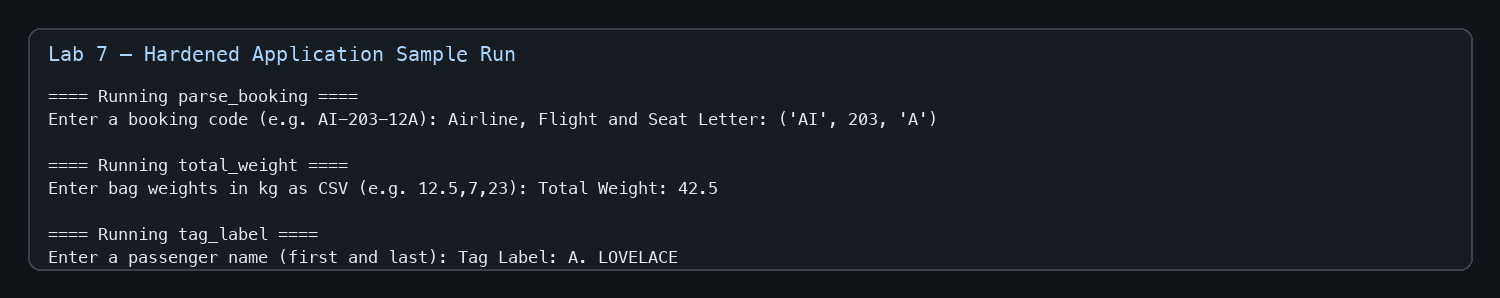 Lab 7 — Hardened Application Sample Run
==== Running parse_booking ====
Enter a booking code (e.g. AI−203−12A): Airline, Flight and Seat Letter: ('AI', 203, 'A')
==== Running total_weight ====
Enter bag weights in kg as CSV (e.g. 12.5,7,23): Total Weight: 42.5
==== Running tag_label ====
Enter a passenger name (first and last): Tag Label: A. LOVELACE